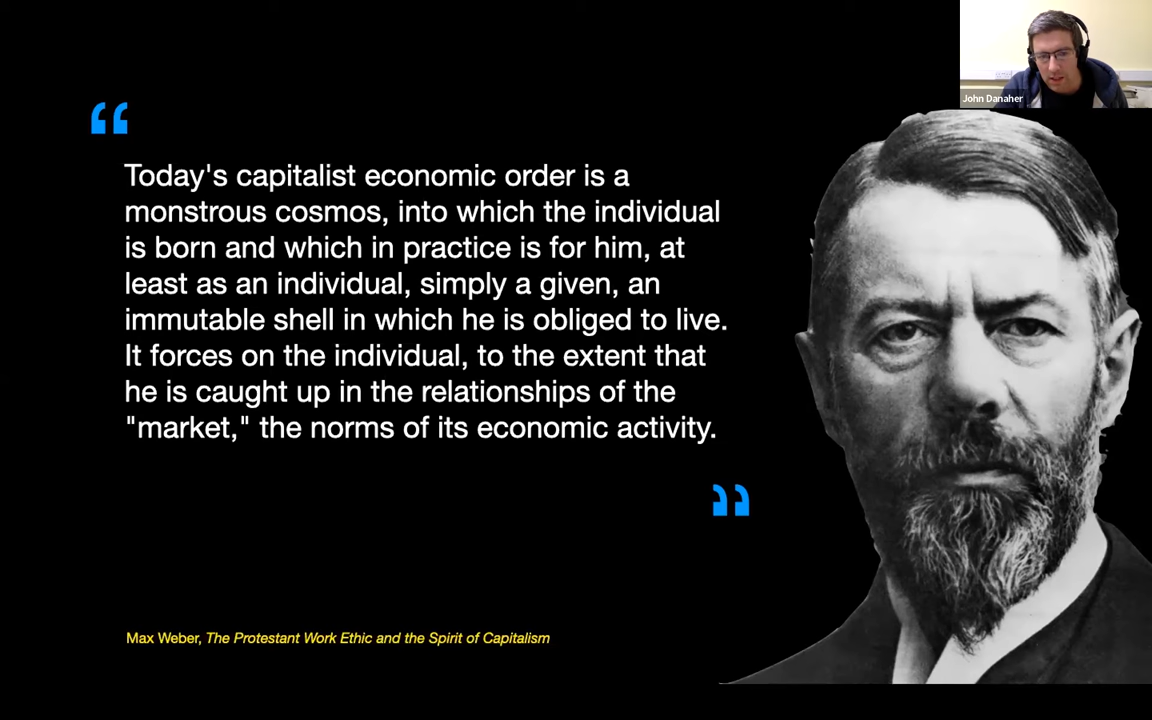 John Danaher
“
Today's capitalist economic order is a
monstrous cosmos, into which the individual
is born and which in practice is for him, at
least as an individual, simply a given, an
immutable shell in which he is obliged to live.
It forces on the individual, to the extent that
he is caught up in the relationships of the
"market," the norms of its economic activity.
”
Max Weber, The Protestant Work Ethic and the Spirit of Capitalism